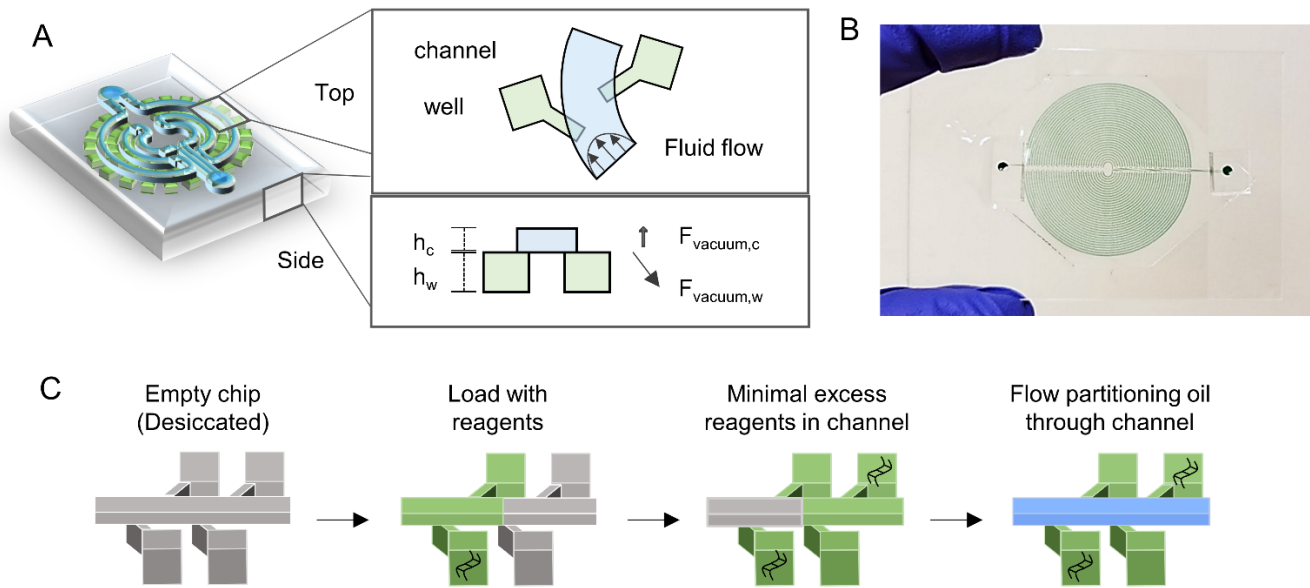 A
Top
channel
well
Fluid flow
Side
h_c
h_w
F_vacuum,c
F_vacuum,w
B
C
Empty chip
(Desiccated)
Load with
reagents
Minimal excess
reagents in channel
Flow partitioning oil
through channel